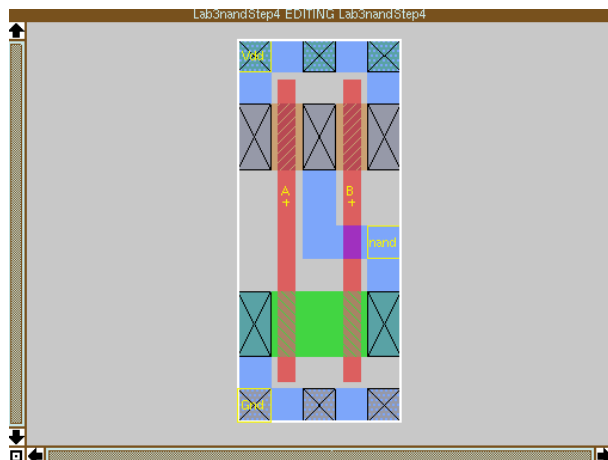 Lab3nandStep4 EDITING Lab3nandStep4
Vdd
A B
nand
Gnd